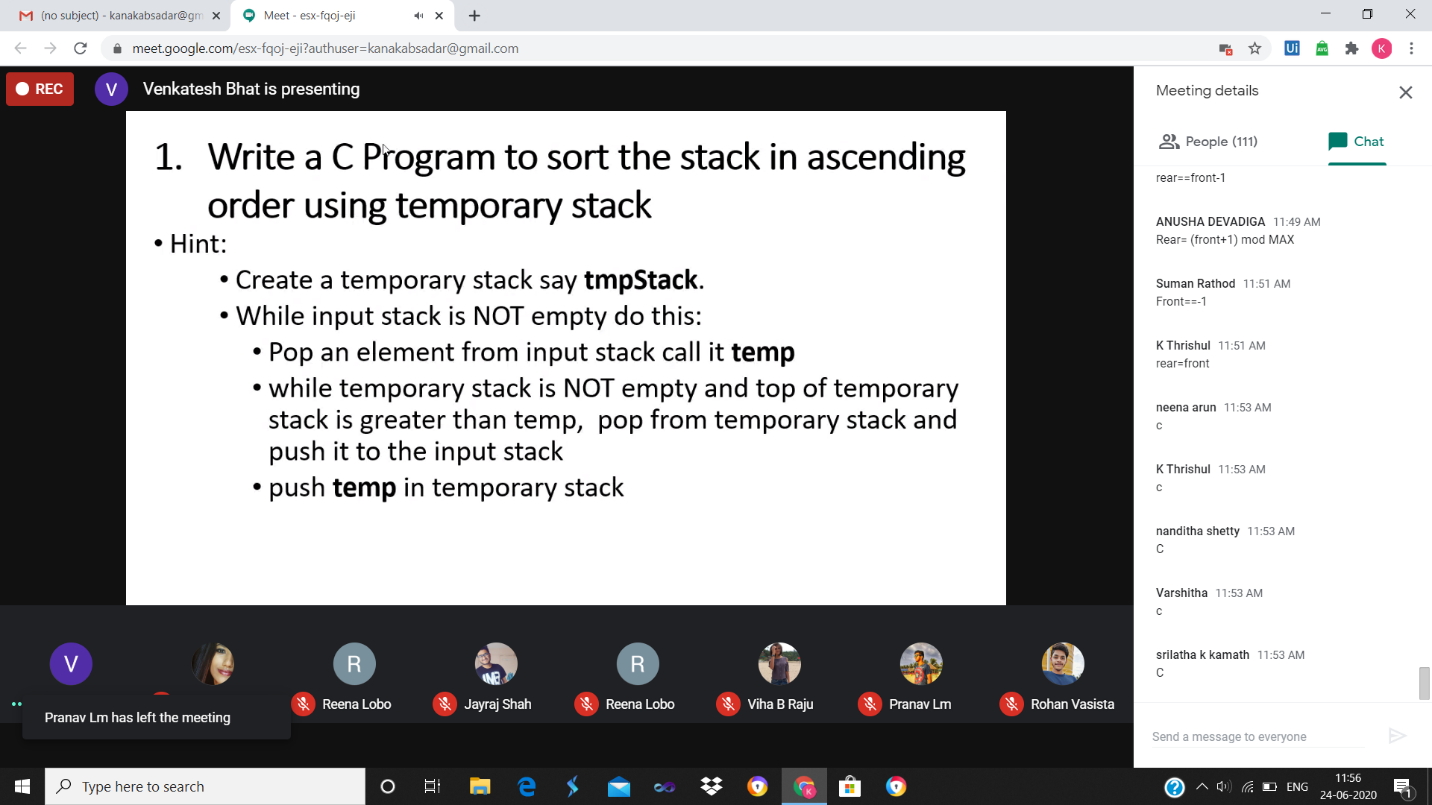 (no subject) - kanakabsadar@gm
Meet - esx-fqoj-eji
meet.google.com/esx-fqoj-eji?authuser=kanakabsadar@gmail.com
Ui
AVG
K
REC
V
Venkatesh Bhat is presenting
1. Write a C Program to sort the stack in ascending
order using temporary stack
• Hint:
• Create a temporary stack say tmpStack.
• While input stack is NOT empty do this:
• Pop an element from input stack call it temp
• while temporary stack is NOT empty and top of temporary
stack is greater than temp, pop from temporary stack and
push it to the input stack
• push temp in temporary stack
V
R
R
Reena Lobo
Jayraj Shah
Reena Lobo
Viha B Raju
Pranav Lm
Rohan Vasista
Pranav Lm has left the meeting
Meeting details
People (111)
Chat
rear==front-1
ANUSHA DEVADIGA 11:49 AM
Rear= (front+1) mod MAX
Suman Rathod 11:51 AM
Front==-1
K Thrishul 11:51 AM
rear=front
neena arun 11:53 AM
c
K Thrishul 11:53 AM
c
nanditha shetty 11:53 AM
C
Varshitha 11:53 AM
c
srilatha k kamath 11:53 AM
C
Send a message to everyone
Type here to search
ENG
11:56
24-06-2020
1